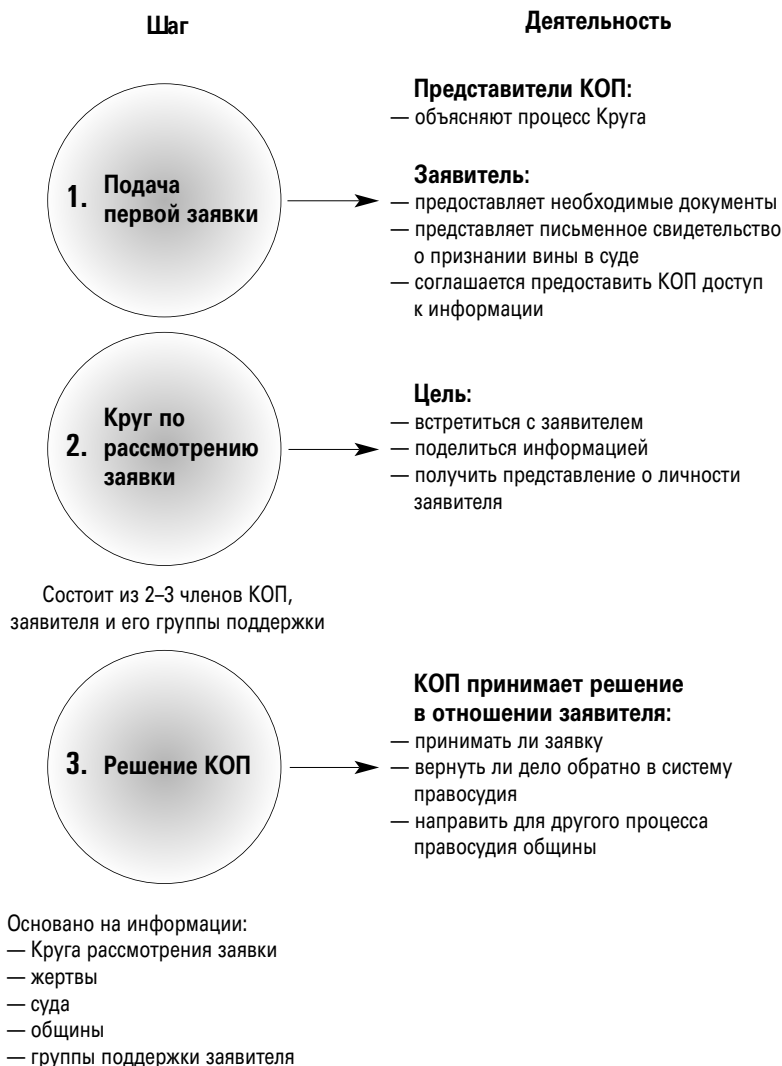 Шаг
Деятельность
1. Подача
первой заявки
Представители КОП:
— объясняют процесс Круга
Заявитель:
— предоставляет необходимые документы
— представляет письменное свидетельство
о признании вины в суде
— соглашается предоставить КОП доступ
к информации
2. Круг по
рассмотрению
заявки
Цель:
— встретиться с заявителем
— поделиться информацией
— получить представление о личности
заявителя
Состоит из 2–3 членов КОП,
заявителя и его группы поддержки
3. Решение КОП
КОП принимает решение
в отношении заявителя:
— принимать ли заявку
— вернуть ли дело обратно в систему
правосудия
— направить для другого процесса
правосудия общины
Основано на информации:
— Круга рассмотрения заявки
— жертвы
— суда
— общины
— группы поддержки заявителя